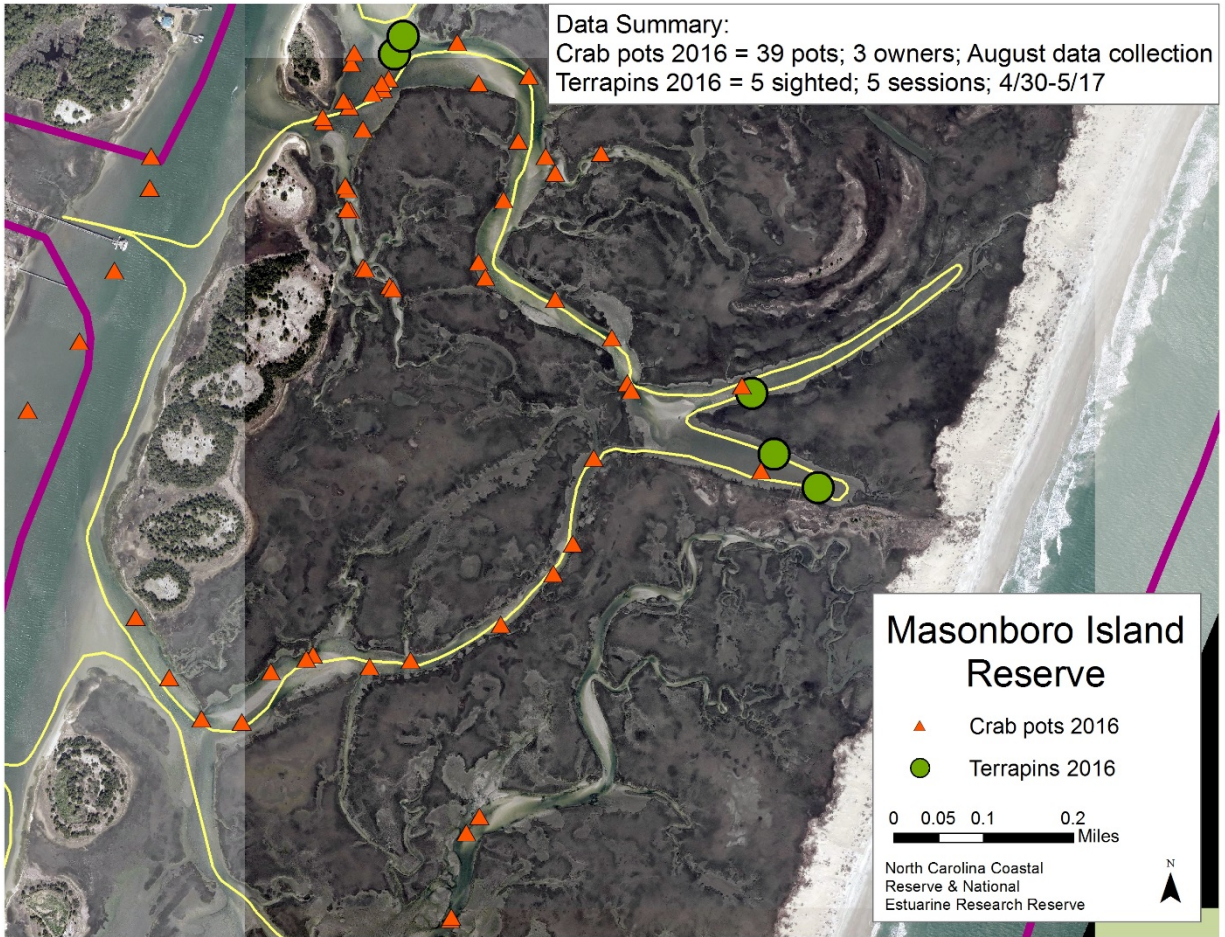 Data Summary:
Crab pots 2016 = 39 pots; 3 owners; August data collection
Terrapins 2016 = 5 sighted; 5 sessions; 4/30-5/17
Masonboro Island
Reserve
Crab pots 2016
Terrapins 2016
0 0.05 0.1 0.2
Miles
North Carolina Coastal
Reserve & National
Estuarine Research Reserve
N